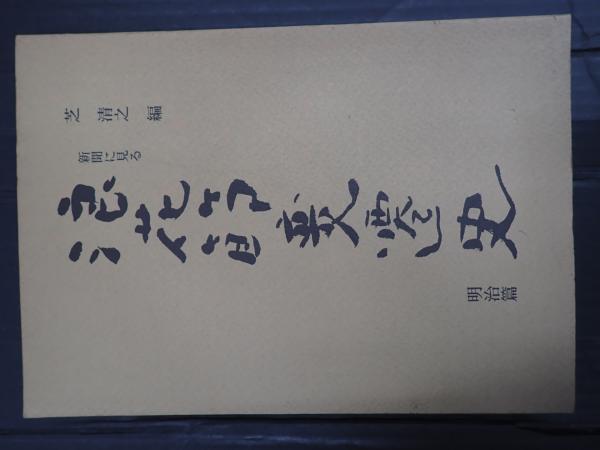 芝清之編
新聞に見る
浪花節変遷史
明治篇